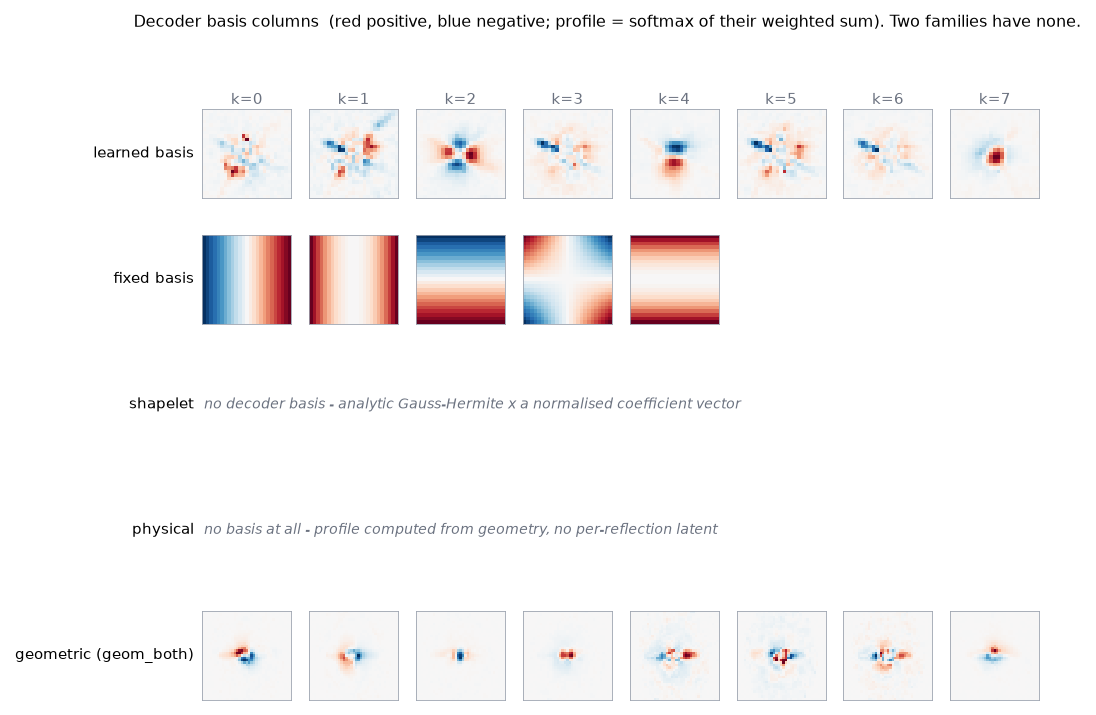 Decoder basis columns  (red positive, blue negative; profile = softmax of their weighted sum). Two families have none.
k=0 k=1 k=2 k=3 k=4 k=5 k=6 k=7
learned basis
fixed basis
shapelet no decoder basis - analytic Gauss-Hermite x a normalised coefficient vector
physical no basis at all - profile computed from geometry, no per-reflection latent
geometric (geom_both)